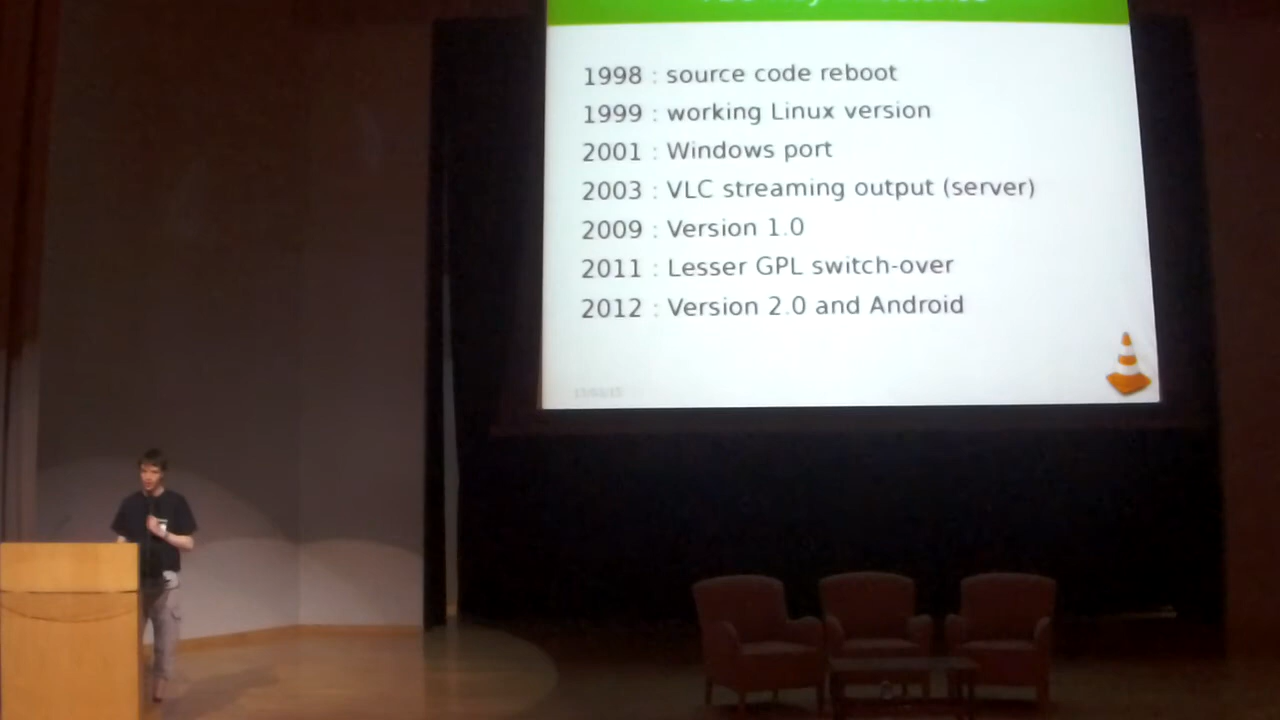 1998 : source code reboot
1999 : working Linux version
2001 : Windows port
2003 : VLC streaming output (server)
2009 : Version 1.0
2011 : Lesser GPL switch-over
2012 : Version 2.0 and Android